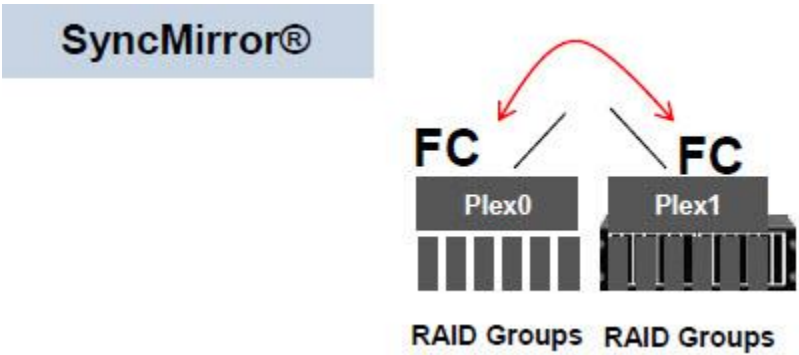 SyncMirror®
FC
FC
Plex0
Plex1
RAID Groups
RAID Groups